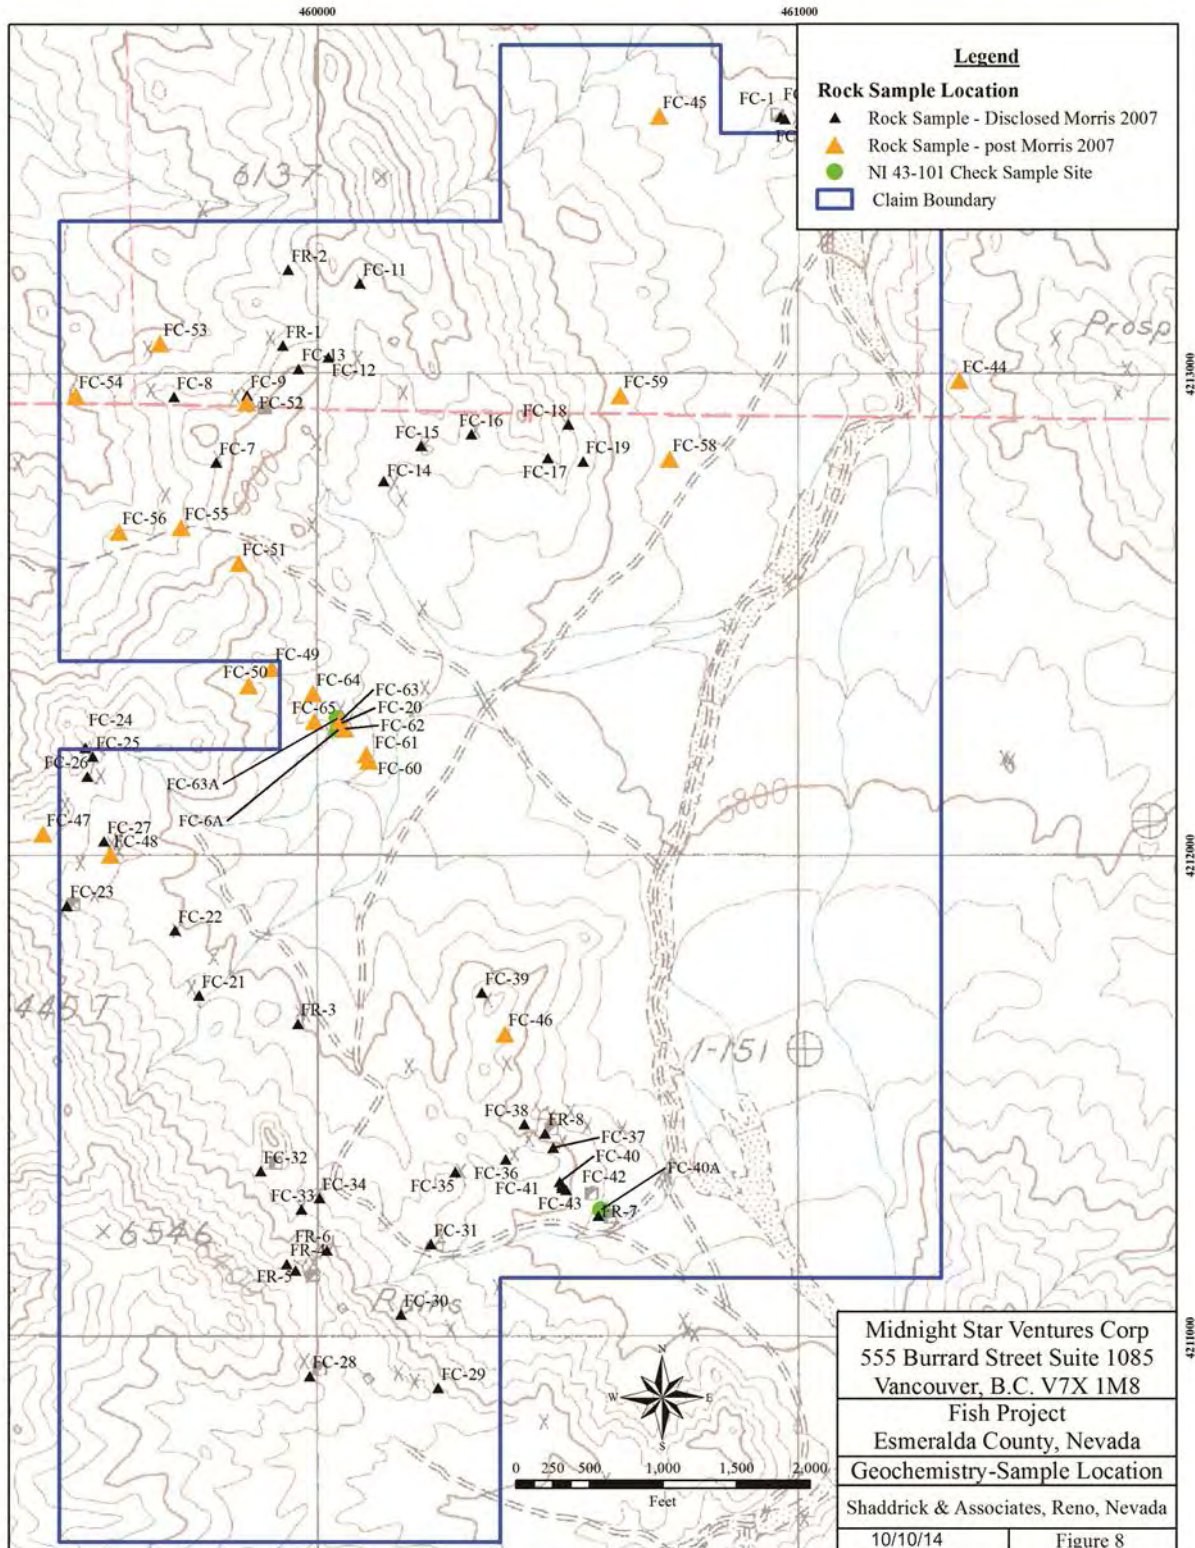 460000
461000
Legend
Rock Sample Location
Rock Sample - Disclosed Morris 2007
Rock Sample - post Morris 2007
NI 43-101 Check Sample Site
Claim Boundary
FC-45
FC-1
6137
FR-2
FC-11
FC-53
FR-1
FC-13
FC-12
Prosp
FC-54
FC-8
FC-9
FC-52
FC-59
FC-44
4213000
FC-18
FC-16
FC-15
FC-7
FC-14
FC-17
FC-19
FC-58
FC-56
FC-55
FC-51
FC-49
FC-50
FC-64
FC-63
FC-65
FC-20
FC-62
FC-24
FC-25
FC-26
FC-61
FC-60
FC-63A
FC-6A
5800
FC-47
FC-27
FC-48
4212000
FC-23
FC-22
FC-21
FC-39
445 T
FR-3
FC-46
1-151
FC-38
FR-8
FC-37
FC-40
FC-32
FC-36
FC-42
FC-40A
FC-35
FC-41
FC-34
FC-33
FC-43
FR-7
6546
FR-6
FC-31
FR-4
FR-5
FC-30
4211000
FC-28
FC-29
N
W
E
S
0 250 500 1,000 1,500 2,000
Feet
Midnight Star Ventures Corp
555 Burrard Street Suite 1085
Vancouver, B.C. V7X 1M8
Fish Project
Esmeralda County, Nevada
Geochemistry-Sample Location
Shaddrick & Associates, Reno, Nevada
10/10/14
Figure 8